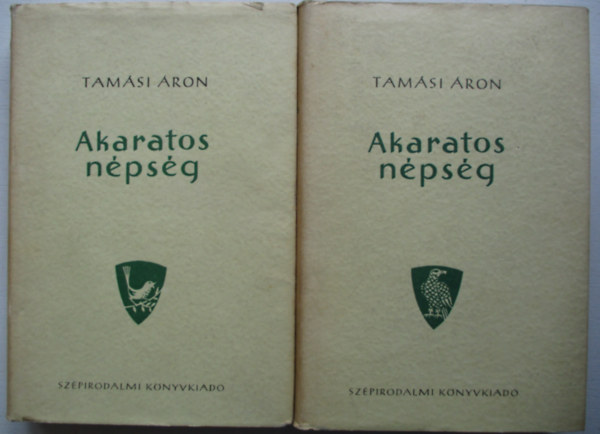 TAMÁSI ÁRON
Akaratos
népség
SZÉPIRODALMI KÖNYVKIADÓ
TAMÁSI ÁRON
Akaratos
népség
SZÉPIRODALMI KÖNYVKIADÓ